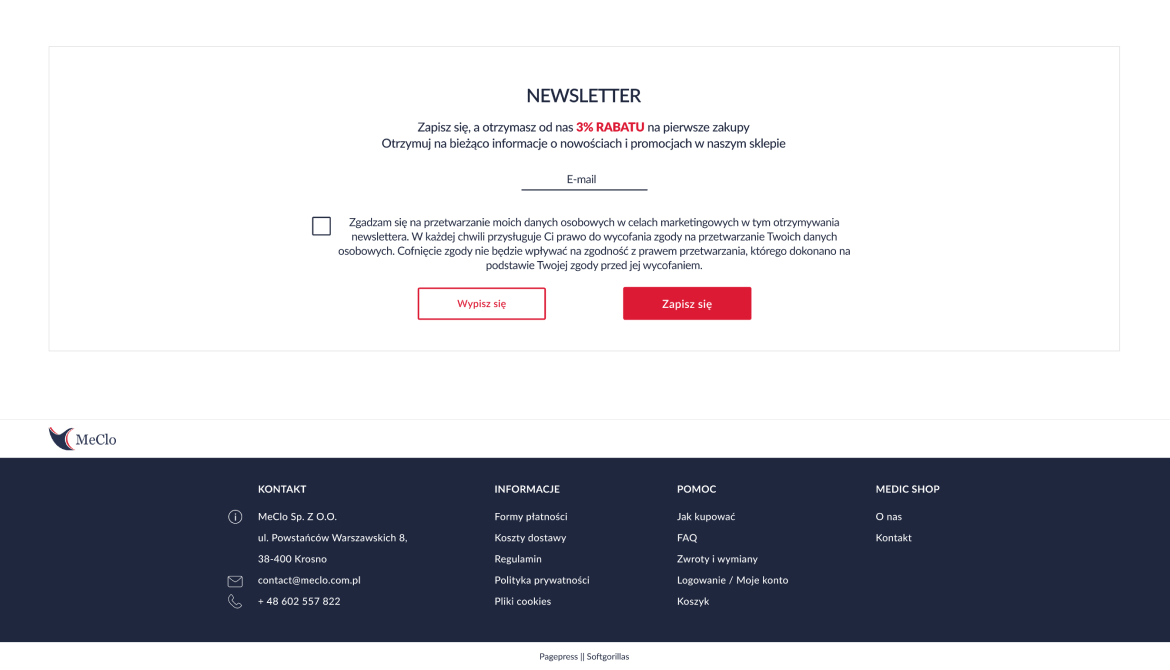 NEWSLETTER
Zapisz się, a otrzymasz od nas 3% RABATU na pierwsze zakupy
Otrzymuj na bieżąco informacje o nowościach i promocjach w naszym sklepie
E-mail
Zgadzam się na przetwarzanie moich danych osobowych w celach marketingowych w tym otrzymywania
newslettera. W każdej chwili przysługuje Ci prawo do wycofania zgody na przetwarzanie Twoich danych
osobowych. Cofnięcie zgody nie będzie wpływać na zgodność z prawem przetwarzania, którego dokonano na
podstawie Twojej zgody przed jej wycofaniem.
Wypisz się
Zapisz się
MeClo
KONTAKT
MeClo Sp. Z O.O.
ul. Powstańców Warszawskich 8,
38-400 Krosno
contact@meclo.com.pl
+ 48 602 557 822
INFORMACJE
Formy płatności
Koszty dostawy
Regulamin
Polityka prywatności
Pliki cookies
POMOC
Jak kupować
FAQ
Zwroty i wymiany
Logowanie / Moje konto
Koszyk
MEDIC SHOP
O nas
Kontakt
Pagepress || Softgorillas